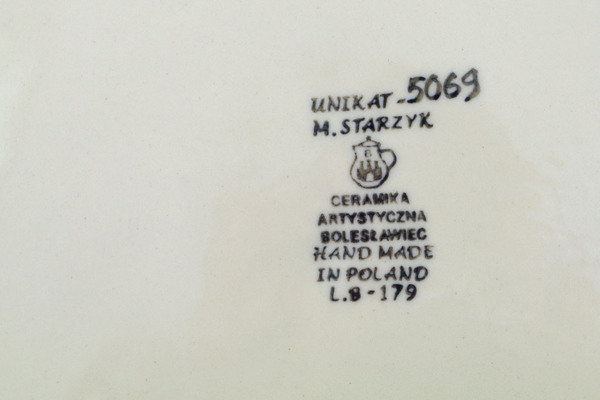 UNIKAT-5069
M. STARZYK
B
CERAMIKA
ARTYSTYCZNA
BOLESŁAWIEC
HAND MADE
IN POLAND
L.B-179